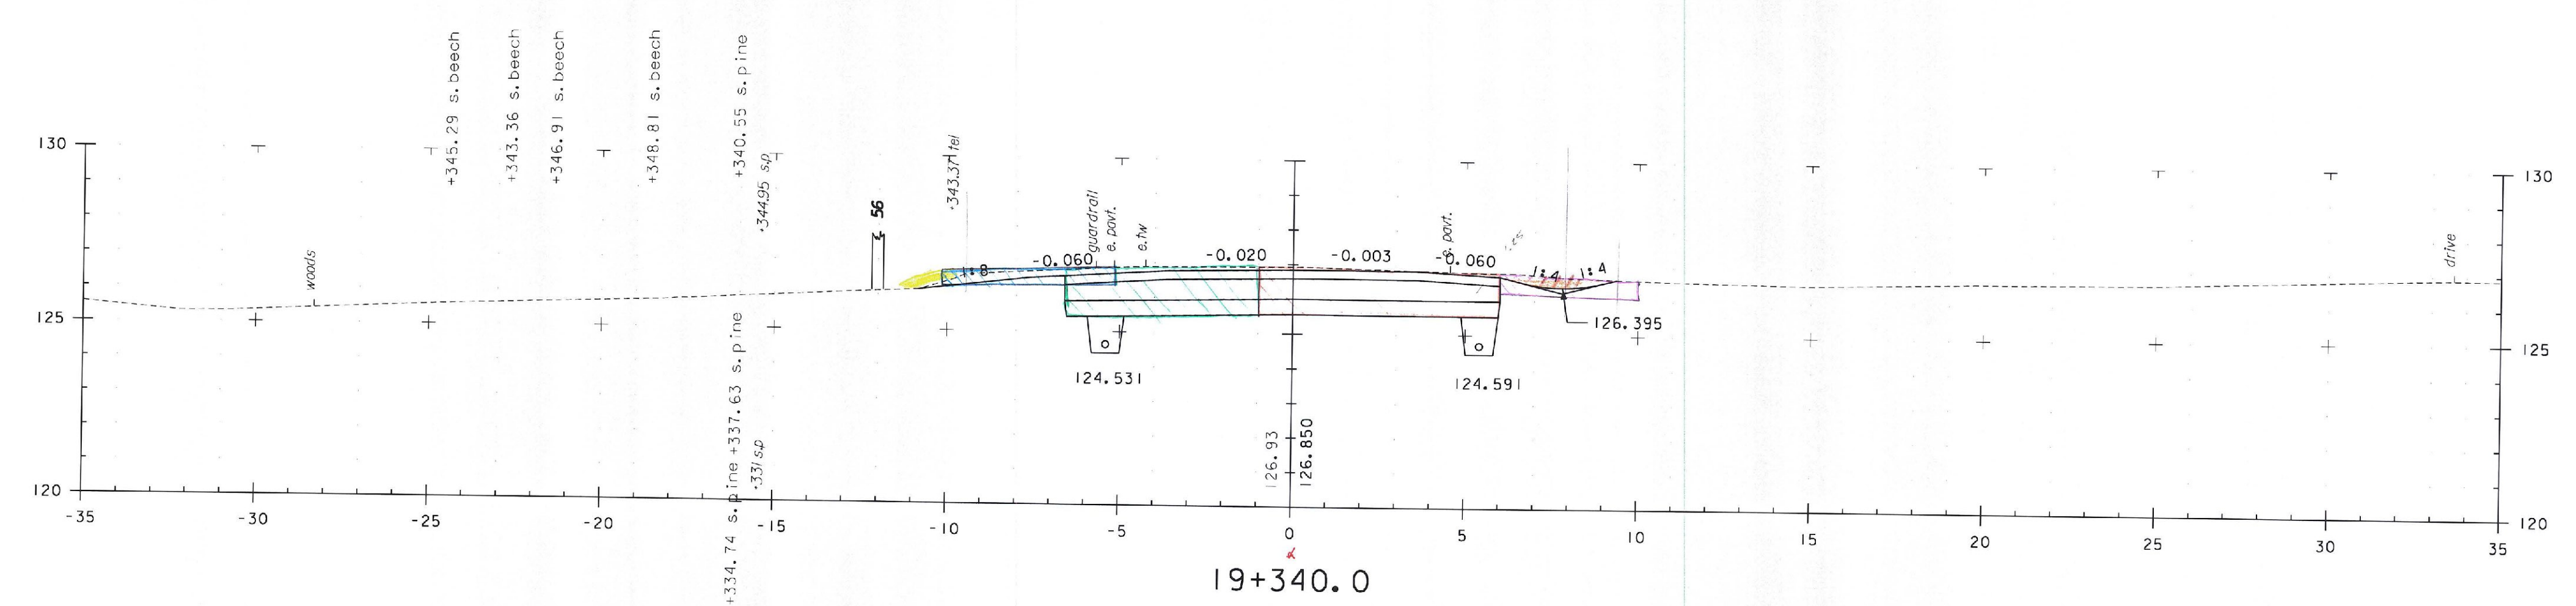 +345.29 s.beech
+343.36 s.beech
+346.91 s.beech
+348.81 s.beech
+340.55 s.pine
+344.95 s.p.
+343.37 tel
56
130
130
woods
guardrail
e. pavt.
e.tw
e. pavt.
drive
1:8
-0.060
-0.020
-0.003
-0.060
1:4
1:4
125
126.395
125
124.531
124.591
+334.74 s.pine +337.63 s.pine
+331 s.p
126.93
126.850
120
120
-35
-30
-25
-20
-15
-10
-5
0
5
10
15
20
25
30
35
19+340.0